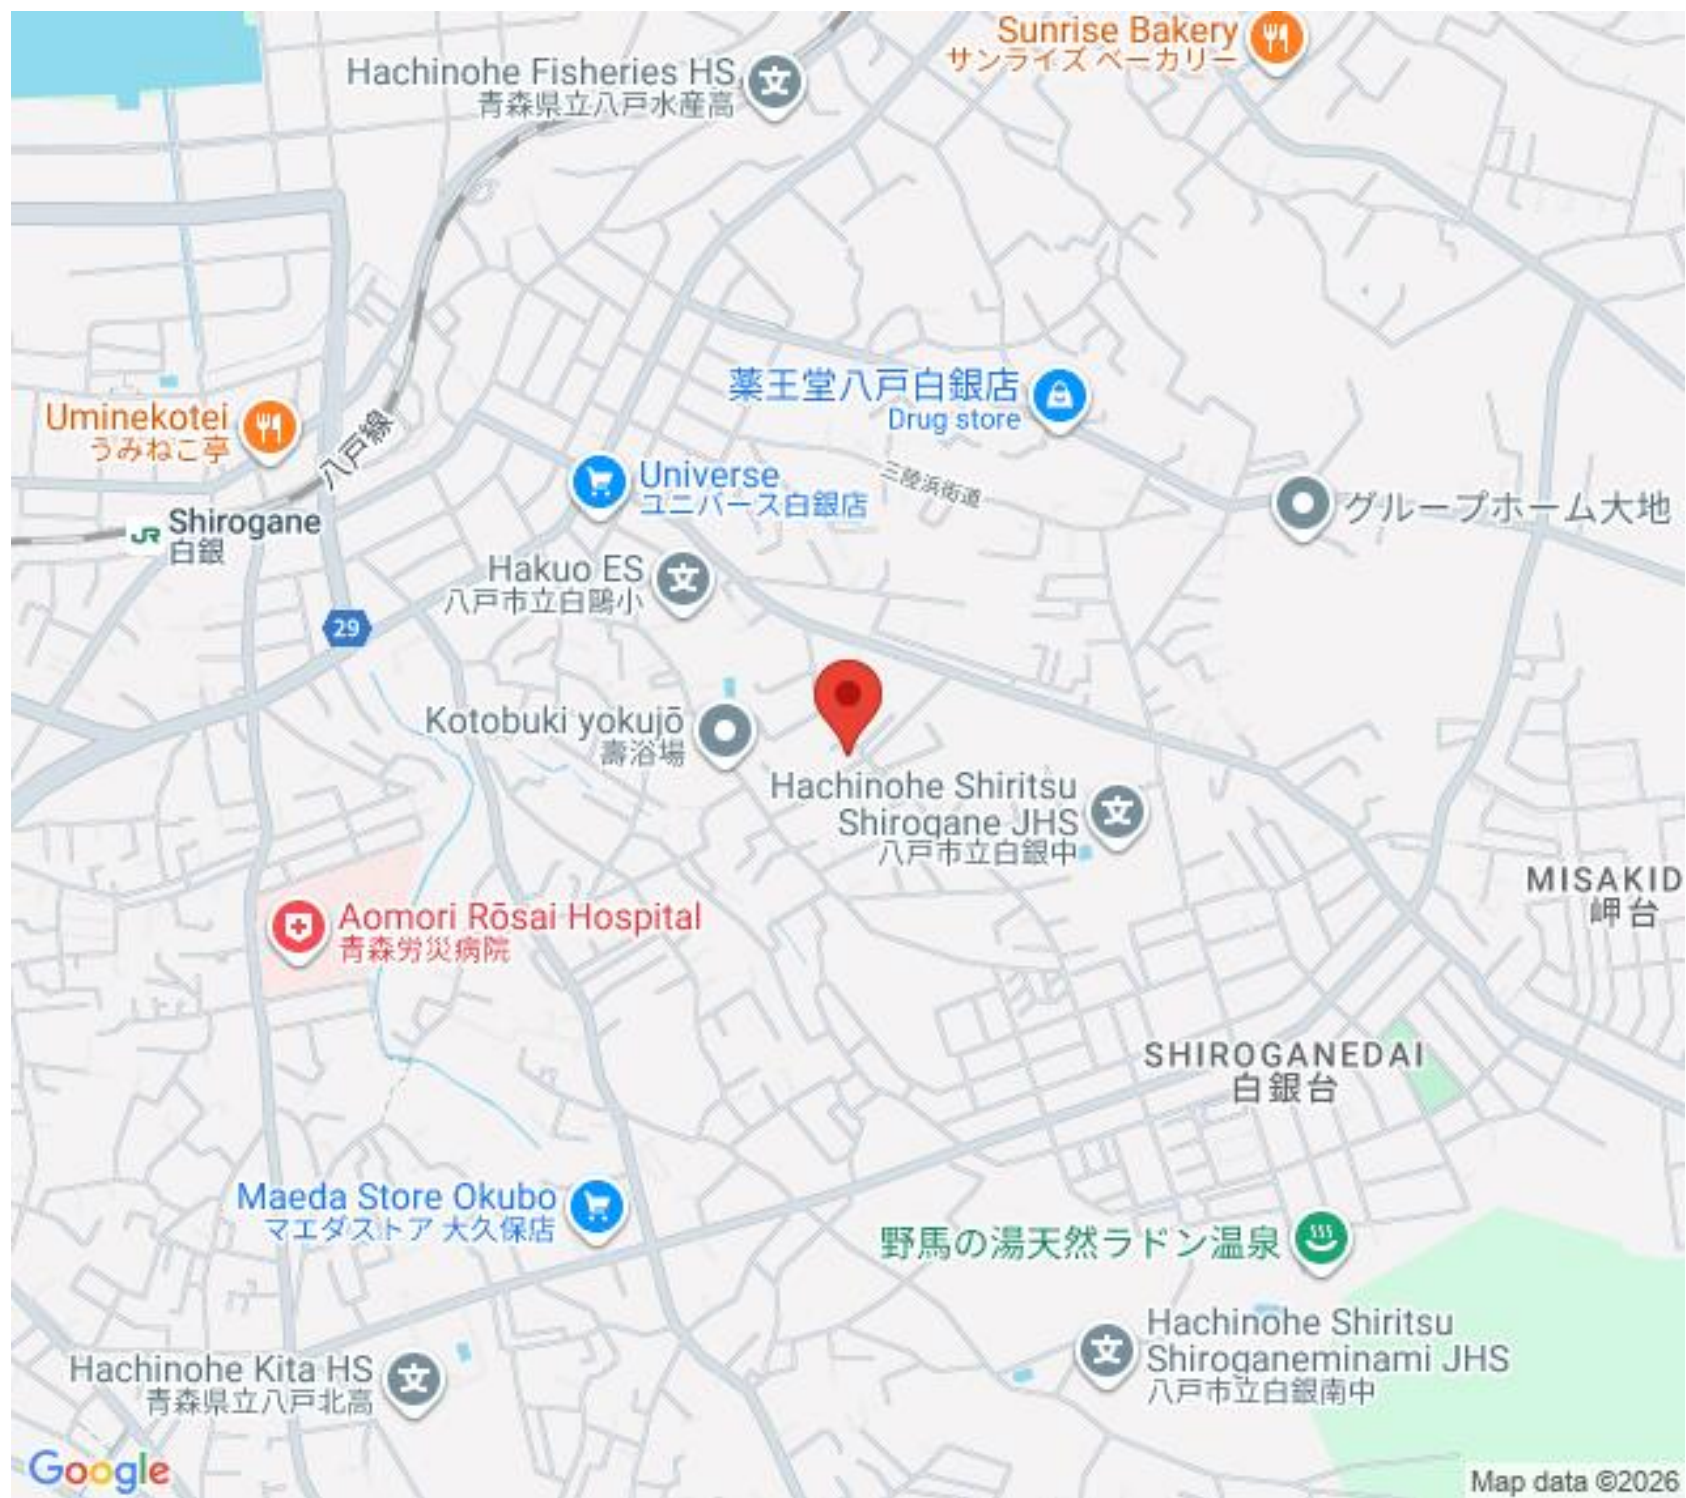 Sunrise Bakery
サンライズ ベーカリー
Hachinohe Fisheries HS
青森県立八戸水産高
薬王堂八戸白銀店
Drug store
Uminekotei
うみねこ亭
八戸線
Universe
ユニバース白銀店
三陸浜街道
グループホーム大地
JR
Shirogane
白銀
Hakuo ES
八戸市立白鷗小
29
Kotobuki yokujō
壽浴場
Hachinohe Shiritsu
Shirogane JHS
八戸市立白銀中
MISAKID
岬台
Aomori Rōsai Hospital
青森労災病院
SHIROGANEDAI
白銀台
Maeda Store Okubo
マエダストア 大久保店
野馬の湯天然ラドン温泉
Hachinohe Shiritsu
Shiroganeminami JHS
八戸市立白銀南中
Hachinohe Kita HS
青森県立八戸北高
Google
Map data ©2026